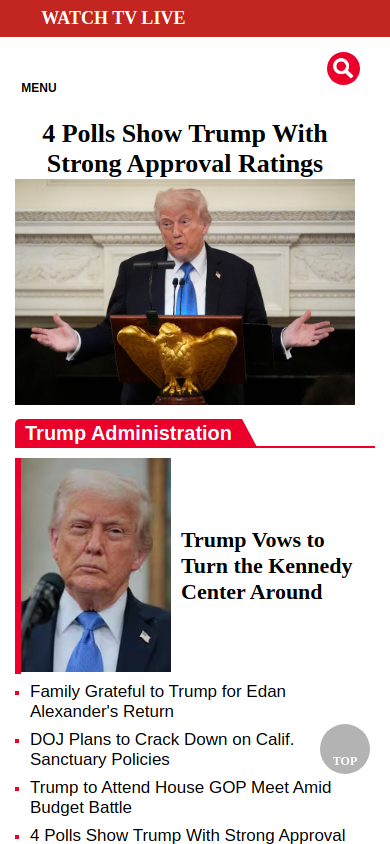 WATCH TV LIVE
MENU
4 Polls Show Trump With
Strong Approval Ratings
Trump Administration
Trump Vows to
Turn the Kennedy
Center Around
Family Grateful to Trump for Edan
Alexander's Return
DOJ Plans to Crack Down on Calif.
Sanctuary Policies
TOP
Trump to Attend House GOP Meet Amid
Budget Battle
4 Polls Show Trump With Strong Approval